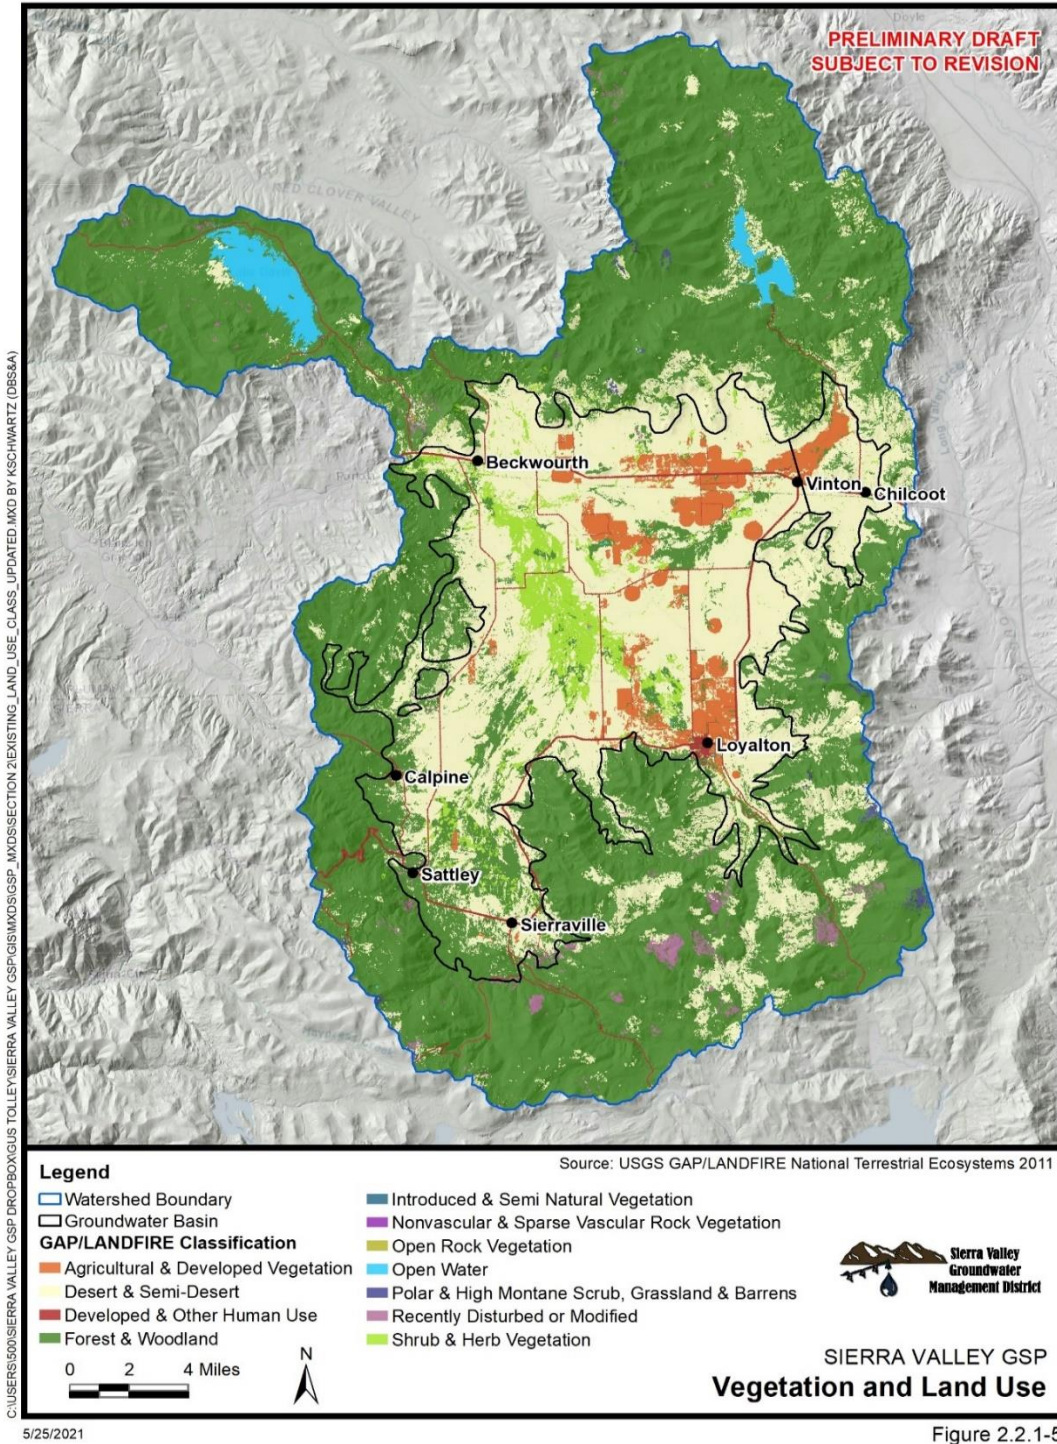 Doyle
PRELIMINARY DRAFT
SUBJECT TO REVISION
RED CLOVER VALLEY
Beckwourth
Vinton
Chilcoot
Loyalton
Calpine
Sattley
Sierraville
C:\USERS\500\SIERRA VALLEY GSP DROPBOX\GUS TOLLEY\SIERRA VALLEY GSP\GIS\MXDS\GSP_MXDS\SECTION 2\EXISTING_LAND_USE_CLASS_UPDATED.MXD BY KSCHWARTZ (DBS&A)
Source: USGS GAP/LANDFIRE National Terrestrial Ecosystems 2011
Legend
Watershed Boundary
Groundwater Basin
GAP/LANDFIRE Classification
Agricultural & Developed Vegetation
Desert & Semi-Desert
Developed & Other Human Use
Forest & Woodland
Introduced & Semi Natural Vegetation
Nonvascular & Sparse Vascular Rock Vegetation
Open Rock Vegetation
Open Water
Polar & High Montane Scrub, Grassland & Barrens
Recently Disturbed or Modified
Shrub & Herb Vegetation
0 2 4 Miles
N
Sierra Valley
Groundwater
Management District
SIERRA VALLEY GSP
Vegetation and Land Use
5/25/2021
Figure 2.2.1-5